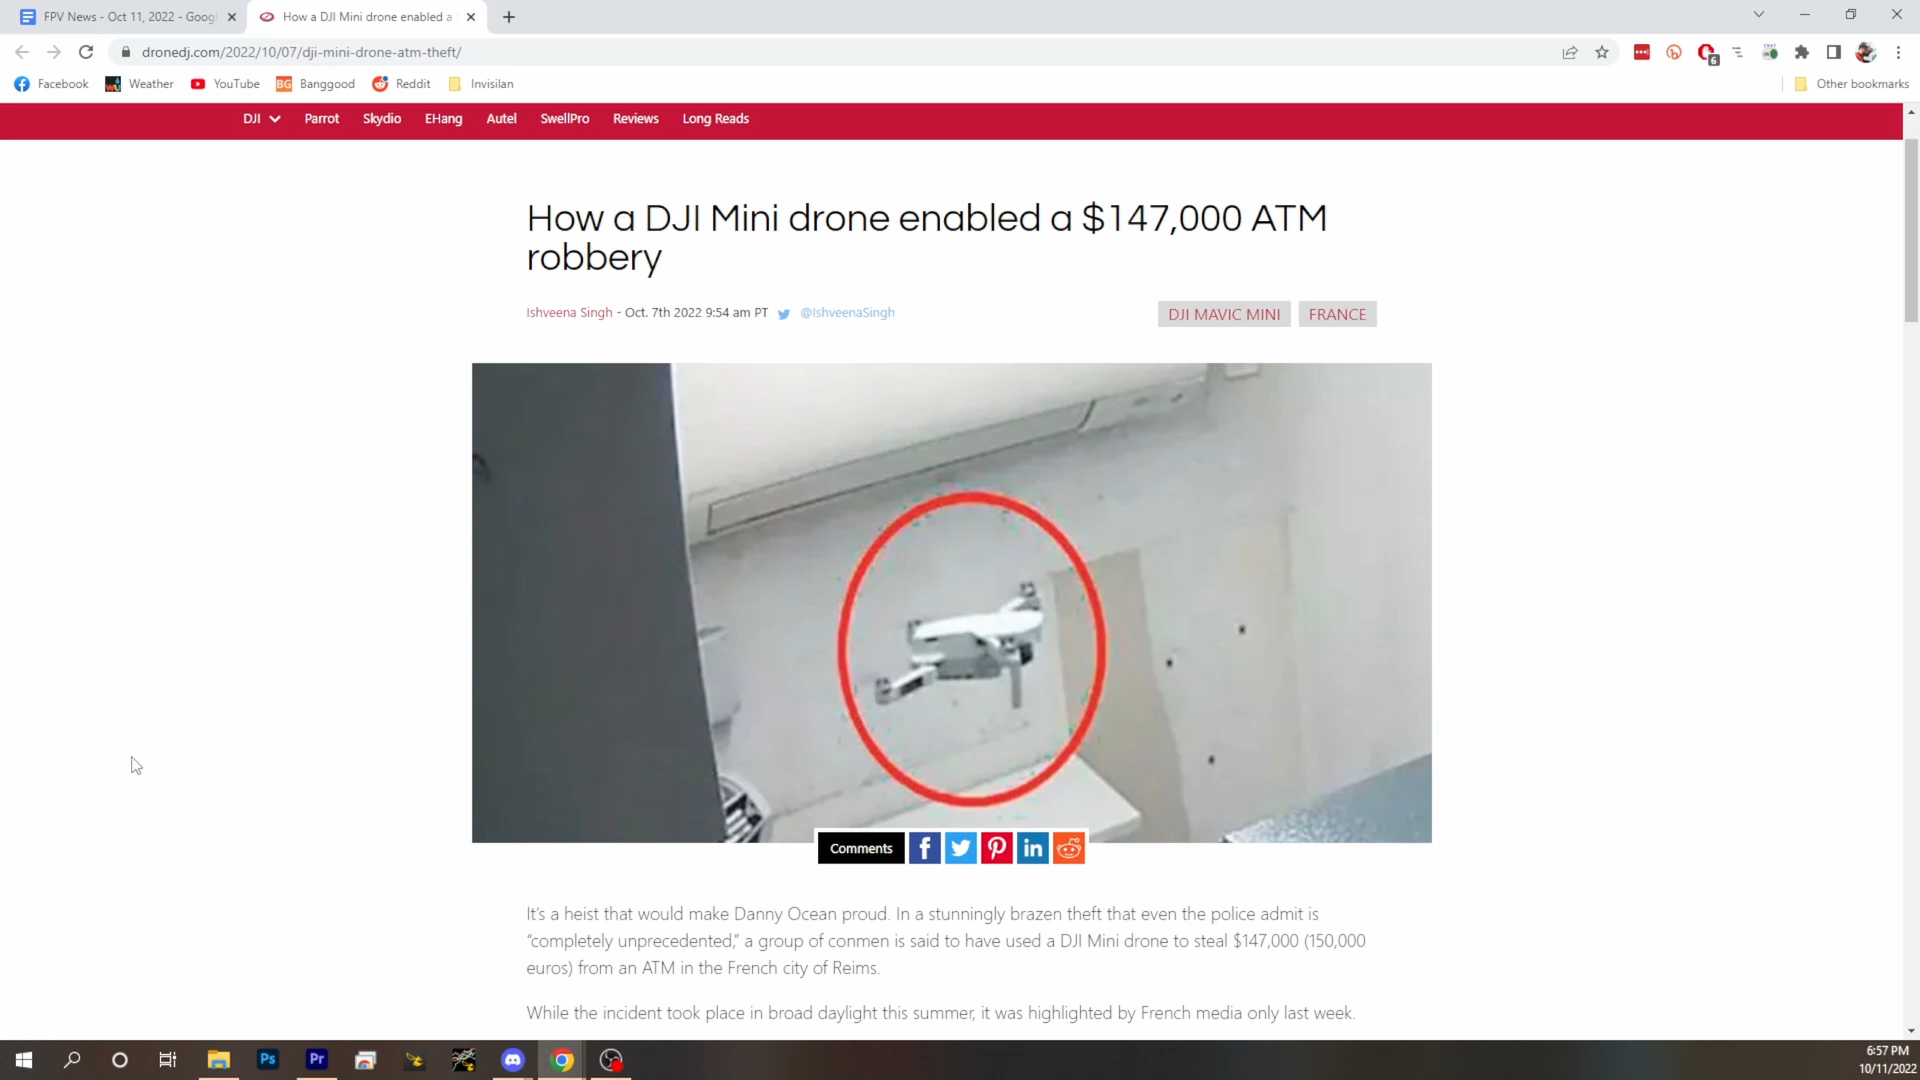 FPV News - Oct 11, 2022 - Googl
How a DJI Mini drone enabled a
dronedj.com/2022/10/07/dji-mini-drone-atm-theft/
6
Facebook
Weather
YouTube
BG
Banggood
Reddit
Invisilan
Other bookmarks
DJI
Parrot
Skydio
EHang
Autel
SwellPro
Reviews
Long Reads
How a DJI Mini drone enabled a $147,000 ATM
robbery
Ishveena Singh - Oct. 7th 2022 9:54 am PT
@IshveenaSingh
DJI MAVIC MINI
FRANCE
Comments
It's a heist that would make Danny Ocean proud. In a stunningly brazen theft that even the police admit is
“completely unprecedented,” a group of conmen is said to have used a DJI Mini drone to steal $147,000 (150,000
euros) from an ATM in the French city of Reims.
While the incident took place in broad daylight this summer, it was highlighted by French media only last week.
Ps
Pr
6:57 PM
10/11/2022